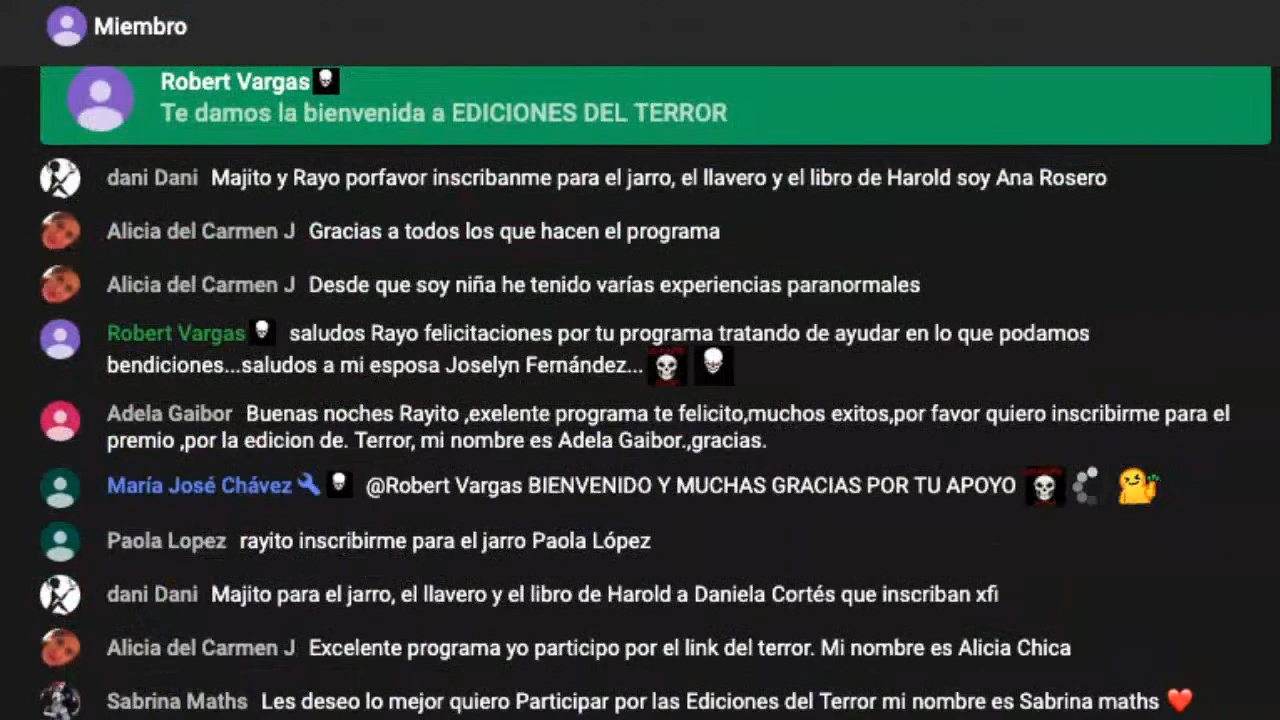 Miembro
Robert Vargas
Te damos la bienvenida a EDICIONES DEL TERROR
dani Dani Majito y Rayo porfavor inscribanme para el jarro, el llavero y el libro de Harold soy Ana Rosero
Alicia del Carmen J Gracias a todos los que hacen el programa
Alicia del Carmen J Desde que soy niña he tenido varías experiencias paranormales
Robert Vargas saludos Rayo felicitaciones por tu programa tratando de ayudar en lo que podamos
bendiciones...saludos a mi esposa Joselyn Fernández...
Adela Gaibor Buenas noches Rayito ,exelente programa te felicito,muchos exitos,por favor quiero inscribirme para el
premio ,por la edicion de. Terror, mi nombre es Adela Gaibor.,gracias.
María José Chávez @Robert Vargas BIENVENIDO Y MUCHAS GRACIAS POR TU APOYO
Paola Lopez rayito inscribirme para el jarro Paola López
dani Dani Majito para el jarro, el llavero y el libro de Harold a Daniela Cortés que inscriban xfi
Alicia del Carmen J Excelente programa yo participo por el link del terror. Mi nombre es Alicia Chica
Sabrina Maths Les deseo lo mejor quiero Participar por las Ediciones del Terror mi nombre es Sabrina maths ❤️